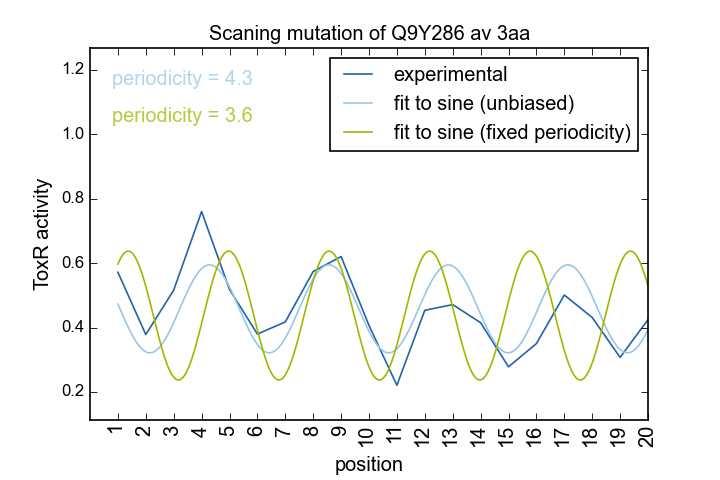 Scaning mutation of Q9Y286 av 3aa
periodicity = 4.3
periodicity = 3.6
experimental
fit to sine (unbiased)
fit to sine (fixed periodicity)
ToxR activity
1.2
1.0
0.8
0.6
0.4
0.2
1 2 3 4 5 6 7 8 9 10 11 12 13 14 15 16 17 18 19 20
position